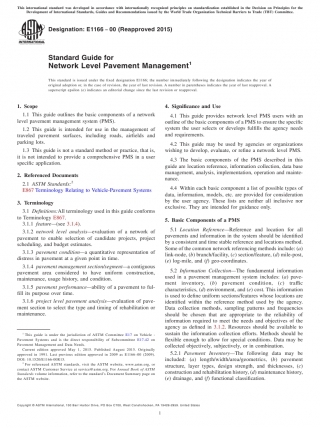 This international standard was developed in accordance with internationally recognized principles on standardization established in the Decision on Principles for the
Development of International Standards, Guides and Recommendations issued by the World Trade Organization Technical Barriers to Trade (TBT) Committee.
Designation: E1166 − 00 (Reapproved 2015)
Standard Guide for
Network Level Pavement Management¹
This standard is issued under the fixed designation E1166; the number immediately following the designation indicates the year of
original adoption or, in the case of revision, the year of last revision. A number in parentheses indicates the year of last reapproval. A
superscript epsilon (ε) indicates an editorial change since the last revision or reapproval.
1. Scope
1.1 This guide outlines the basic components of a network
level pavement management system (PMS).
1.2 This guide is intended for use in the management of
traveled paved surfaces, including roads, airfields and
parking lots.
1.3 This guide is not a standard method or practice, that is,
it is not intended to provide a comprehensive PMS in a user
specific application.
2. Referenced Documents
2.1 ASTM Standards:²
E867 Terminology Relating to Vehicle-Pavement Systems
3. Terminology
3.1 Definitions: All terminology used in this guide conforms
to Terminology E867.
3.1.1 feature—(see 3.1.4).
3.1.2 network level analysis—evaluation of a network of
pavement to enable selection of candidate projects, project
scheduling, and budget estimates.
3.1.3 pavement condition—a quantitative representation of
distress in pavement at a given point in time.
3.1.4 pavement management section/segment—a contiguous
pavement area considered to have uniform construction,
maintenance, usage history, and condition.
3.1.5 pavement performance—ability of a pavement to ful-
fill its purpose over time.
3.1.6 project level analysis—evaluation of pave-
ment section to select the type and timing of rehabilitation or
maintenance.
¹ This guide is under the jurisdiction of ASTM Committee E17 on Vehicle -
Pavement Systems and is the direct responsibility of Subcommittee E17.42 on
Pavement Management and Data Needs.
Current edition approved May 1, 2015. Published August 2015. Originally
approved in 1991. Last previous edition approved in 2009 as E1166-00 (2009).
DOI: 10.1520/E1166-00R15.
² For referenced ASTM standards, visit the ASTM website, www.astm.org, or
contact ASTM Customer Service at service@astm.org. For Annual Book of ASTM
Standards volume information, refer to the standard's Document Summary page on
the ASTM website.
4. Significance and Use
4.1 This guide provides network level PMS users with an
outline of the basic components of a PMS to ensure the specific
system the user selects or develops fulfills the agency needs
and requirements.
4.2 This guide may be used by agencies or organizations
wishing to develop, evaluate, or refine a network level PMS.
4.3 The basic components of the PMS described in this
guide are location reference, information collection, data base
management, analysis, implementation, operation and mainte-
nance.
4.4 Within each basic component a list of possible types of
data, information, models, etc. are provided for consideration
by the user agency. These lists are neither all inclusive nor
exclusive. They are intended for guidance only.
5. Basic Components of a PMS
5.1 Location Reference—Reference and location for all
pavements and information in the system should be identified
by a consistent and time stable reference and locations method.
Some of the common network referencing methods include: (a)
link-node, (b) branch/facility, (c) section/feature, (d) mile-post,
(e) log-mile, and (f) geo-coordinates.
5.2 Information Collection—The fundamental information
used in a pavement management system includes: (a) pave-
ment inventory, (b) pavement condition, (c) traffic
characteristics, (d) environment, and (e) cost. This information
is used to define uniform sections/features whose locations are
identified within the reference method used by the agency.
Data collection methods, sampling patterns and frequencies
should be chosen that are appropriate to the reliability of
information required to meet the needs and objectives of the
agency as defined in 3.1.2. Resources should be available to
sustain the information collection efforts. Methods should be
flexible enough to allow for special conditions. Data may be
collected objectively, subjectively, or in combination.
5.2.1 Pavement Inventory—The following data may be
included: (a) length/width/area/geometrics, (b) pavement
structure, layer types, design strength, and thicknesses, (c)
construction and rehabilitation history, (d) maintenance history,
(e) drainage, and (f) functional classification.
Copyright © ASTM International, 100 Barr Harbor Drive, PO Box C700, West Conshohocken, PA 19428-2959. United States
1